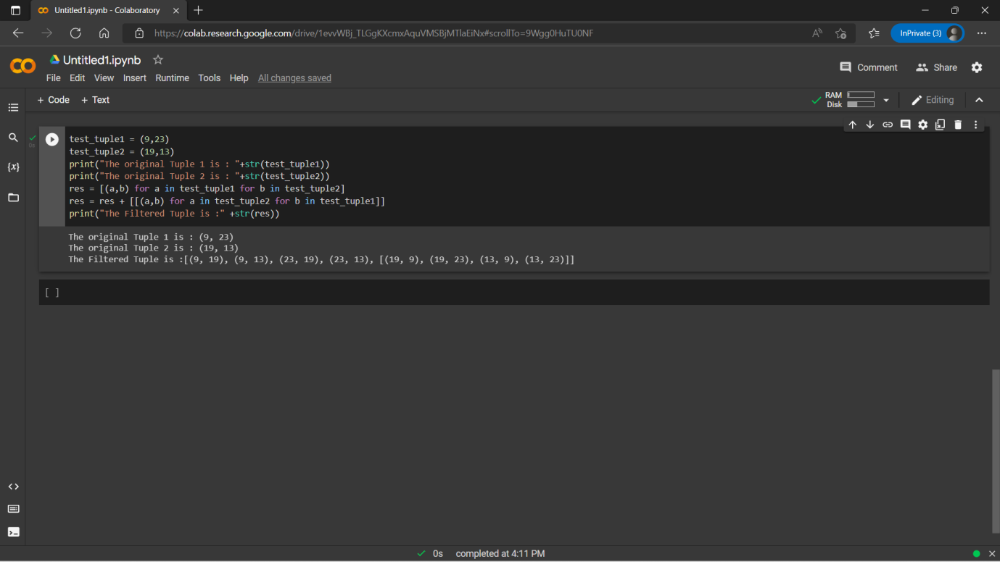 Untitled1.ipynb - Colaboratory
https://colab.research.google.com/drive/1evvWBj_TLGgKXcmxAquVMSBjMTlaEiNx#scrollTo=9Wgg0HuTU0NF
InPrivate (3)
Untitled1.ipynb
File Edit View Insert Runtime Tools Help All changes saved
Comment Share
+ Code + Text
RAM
Disk
Editing
0s
test_tuple1 = (9,23)
test_tuple2 = (19,13)
print("The original Tuple 1 is : "+str(test_tuple1))
print("The original Tuple 2 is : "+str(test_tuple2))
res = [(a,b) for a in test_tuple1 for b in test_tuple2]
res = res + [[(a,b) for a in test_tuple2 for b in test_tuple1]]
print("The Filtered Tuple is :" +str(res))
The original Tuple 1 is : (9, 23)
The original Tuple 2 is : (19, 13)
The Filtered Tuple is :[(9, 19), (9, 13), (23, 19), (23, 13), [(19, 9), (19, 23), (13, 9), (13, 23)]]
[ ]
0s completed at 4:11 PM